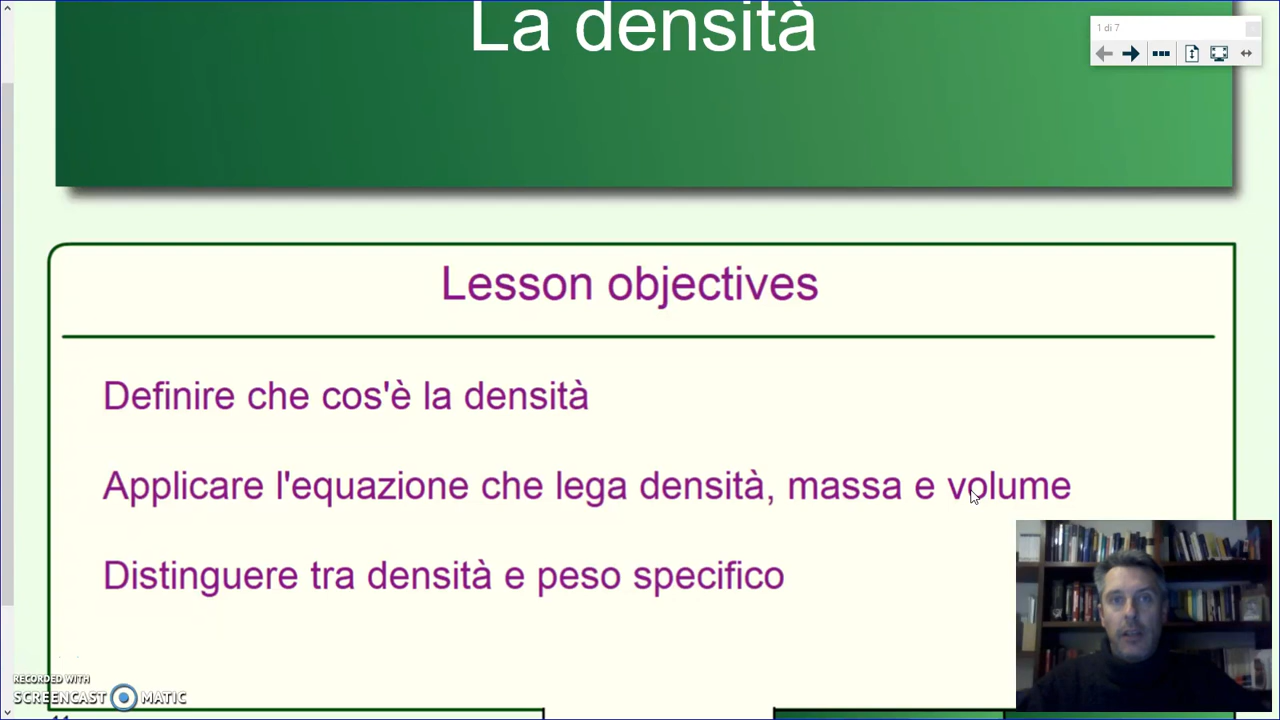 La densità
1 di 7
Lesson objectives
Definire che cos'è la densità
Applicare l'equazione che lega densità, massa e volume
Distinguere tra densità e peso specifico
RECORDED WITH
SCREENCAST MATIC